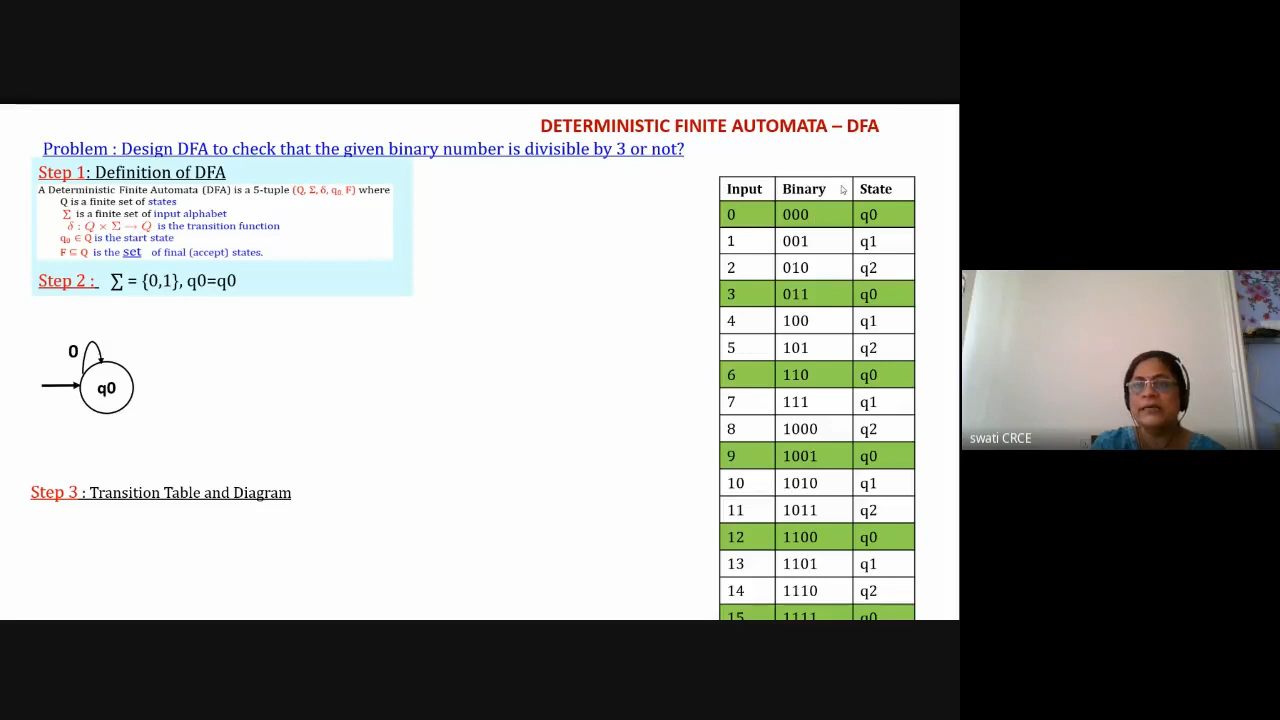 DETERMINISTIC FINITE AUTOMATA – DFA
Problem : Design DFA to check that the given binary number is divisible by 3 or not?
Step 1: Definition of DFA
A Deterministic Finite Automata (DFA) is a 5-tuple (Q, Σ, δ, q₀, F) where
Q is a finite set of states
Σ is a finite set of input alphabet
δ : Q × Σ → Q is the transition function
q₀ ∈ Q is the start state
F ⊆ Q is the set of final (accept) states.
Step 2 : ∑ = {0,1}, q0=q0
0
q0
Step 3 : Transition Table and Diagram
Input Binary State
0 000 q0
1 001 q1
2 010 q2
3 011 q0
4 100 q1
5 101 q2
6 110 q0
7 111 q1
8 1000 q2
9 1001 q0
10 1010 q1
11 1011 q2
12 1100 q0
13 1101 q1
14 1110 q2
15 1111 q0
swati CRCE